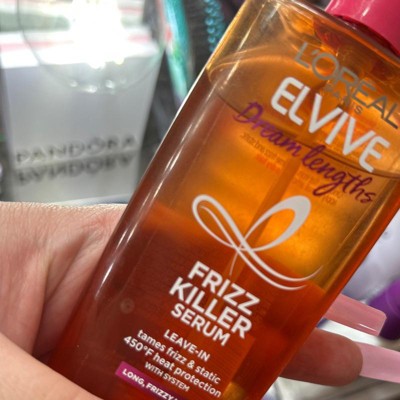 L'ORÉAL
PARIS
ELVIVE
Dream lengths
FRIZZ
KILLER
SERUM
LEAVE-IN
tames frizz & static
450°F heat protection
WITH SYSTEM
LONG, FRIZZY
PANDORA
PANDORA